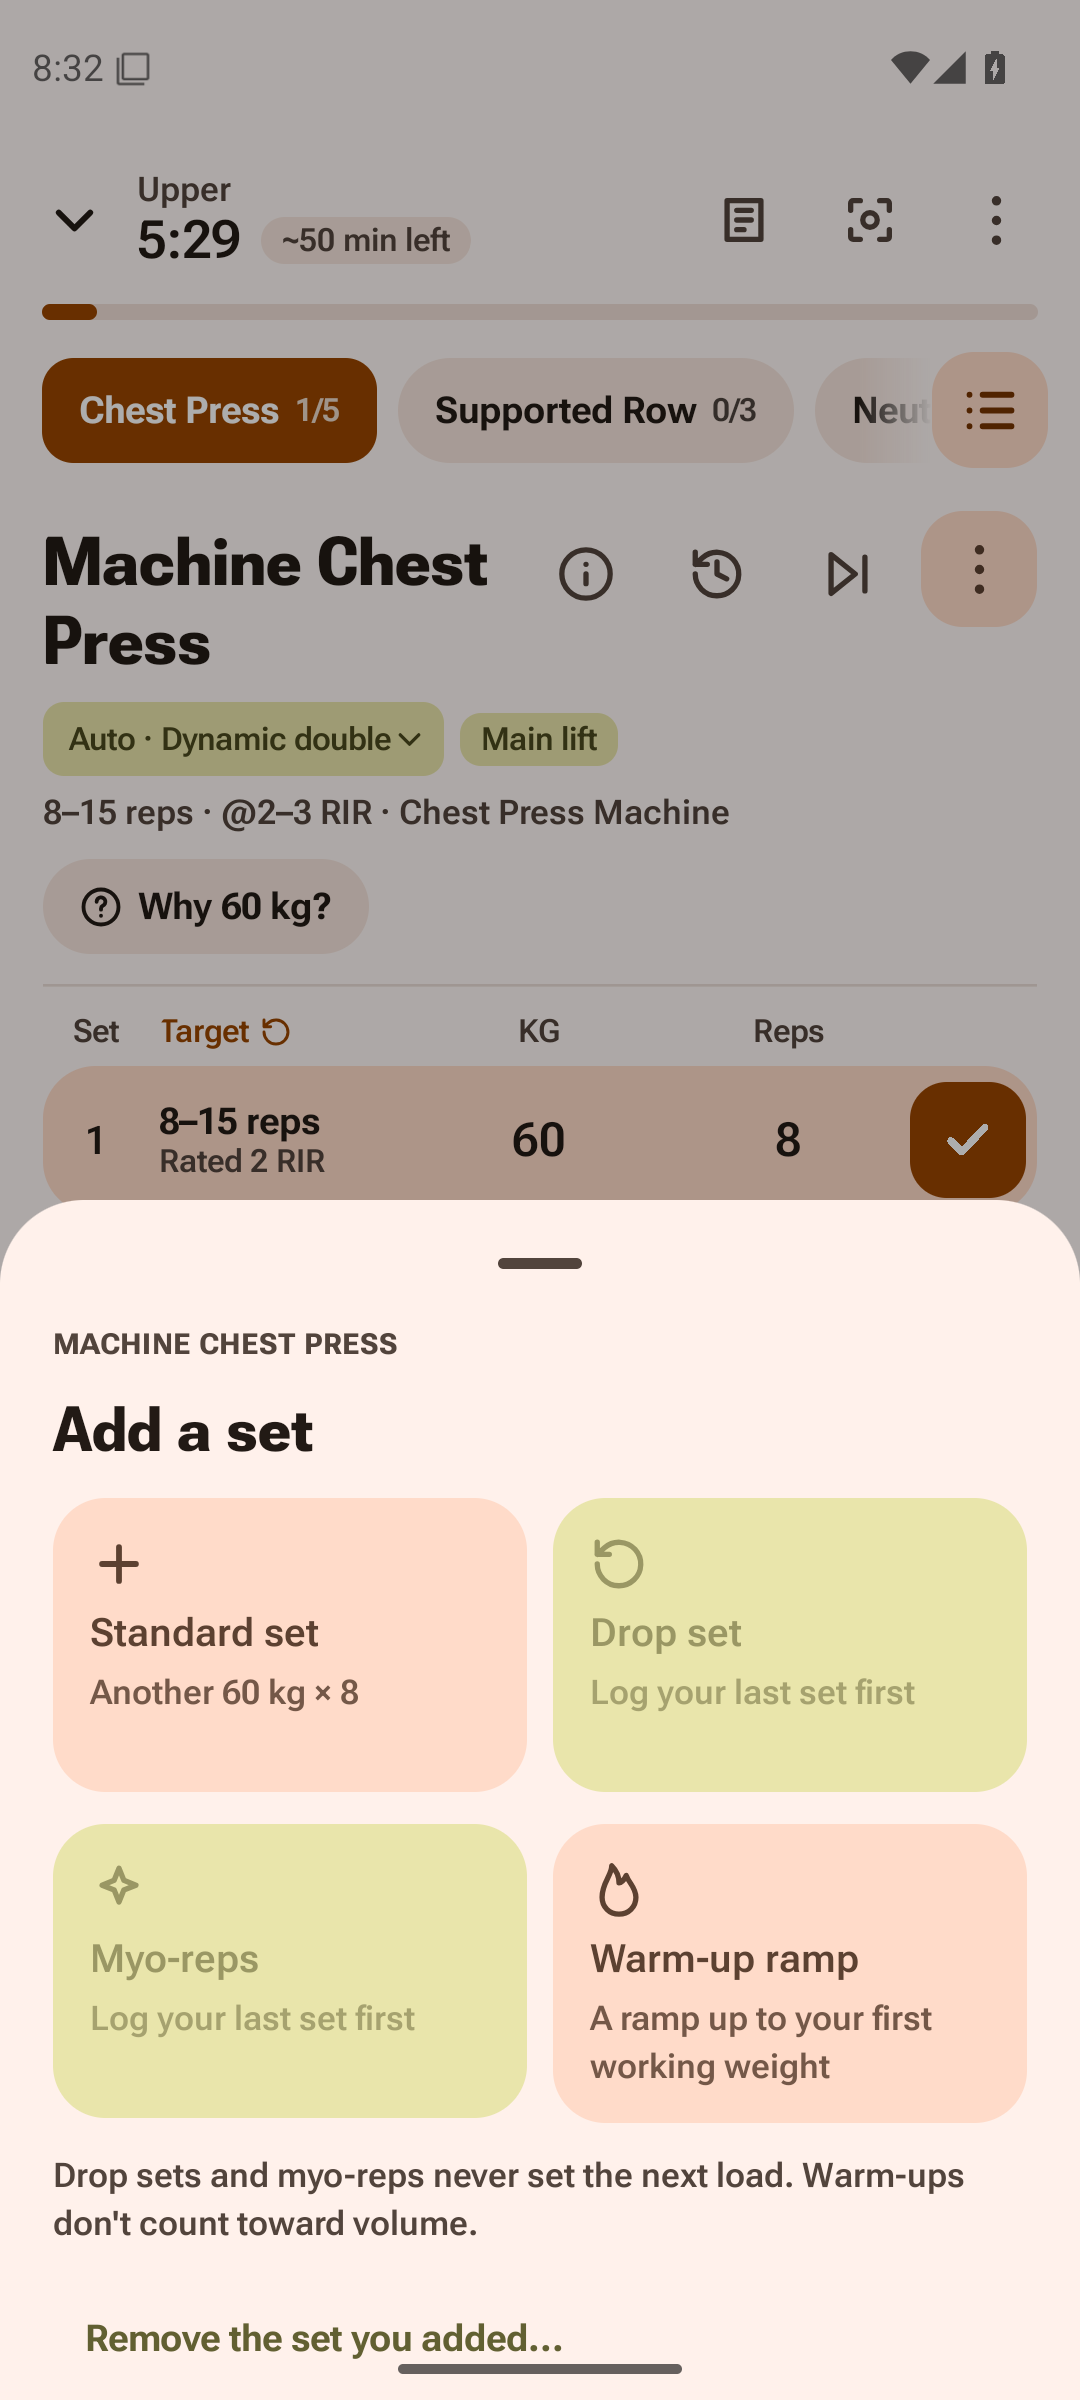 8:32
Upper
5:29 ~50 min left
Chest Press 1/5
Supported Row 0/3
Neut
Machine Chest
Press
Auto · Dynamic double
Main lift
8–15 reps · @2–3 RIR · Chest Press Machine
Why 60 kg?
Set Target KG Reps
1 8–15 reps 60 8
Rated 2 RIR
MACHINE CHEST PRESS
Add a set
Standard set
Another 60 kg × 8
Drop set
Log your last set first
Myo-reps
Log your last set first
Warm-up ramp
A ramp up to your first
working weight
Drop sets and myo-reps never set the next load. Warm-ups
don't count toward volume.
Remove the set you added...